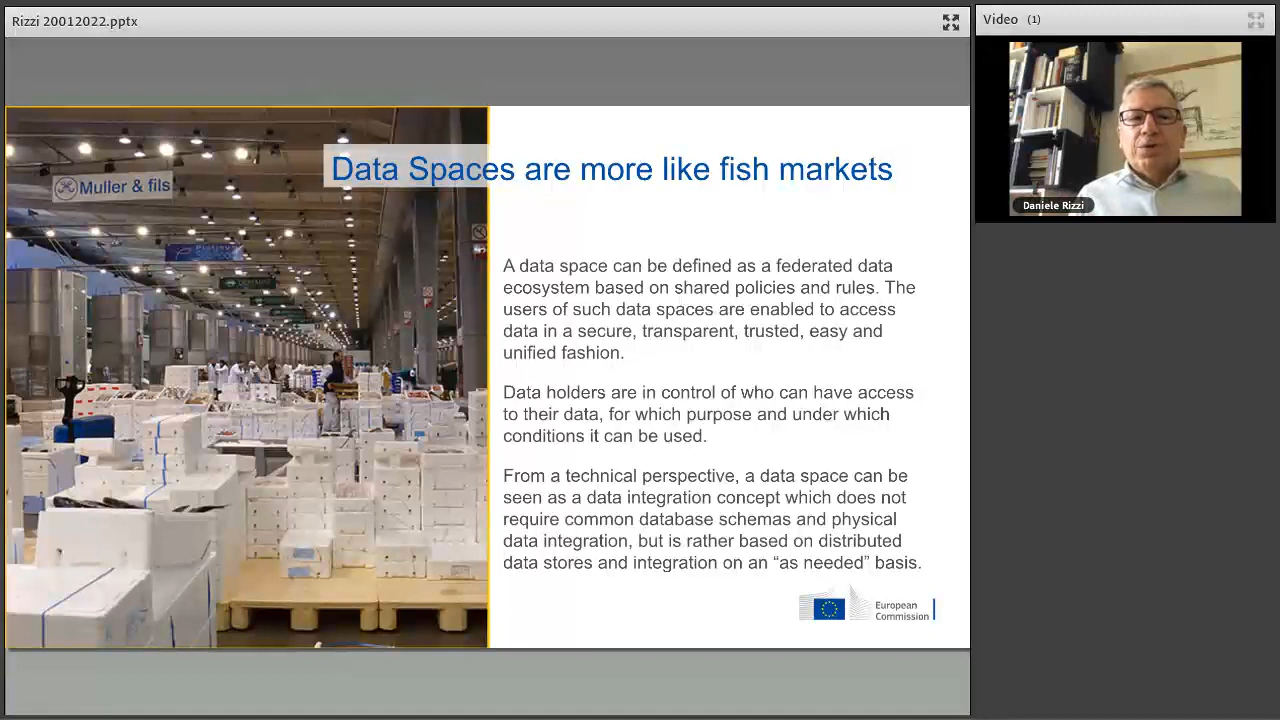 Rizzi 20012022.pptx
Video (1)
Daniele Rizzi
Data Spaces are more like fish markets
Muller & fils
A data space can be defined as a federated data
ecosystem based on shared policies and rules. The
users of such data spaces are enabled to access
data in a secure, transparent, trusted, easy and
unified fashion.
Data holders are in control of who can have access
to their data, for which purpose and under which
conditions it can be used.
From a technical perspective, a data space can be
seen as a data integration concept which does not
require common database schemas and physical
data integration, but is rather based on distributed
data stores and integration on an “as needed” basis.
European
Commission